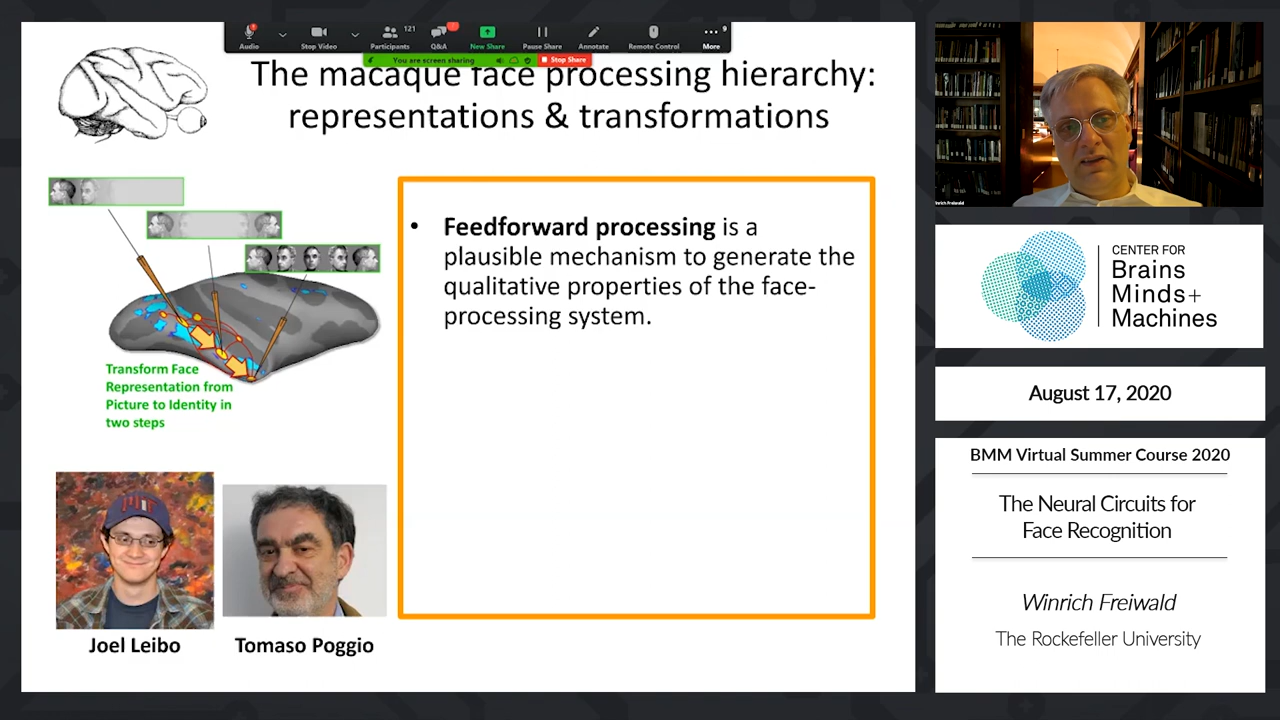 Audio
Stop Video
121
Participants
Q&A
New Share
Pause Share
Annotate
Remote Control
9
More
You are screen sharing
Stop Share
The macaque face processing hierarchy:
representations & transformations
• Feedforward processing is a
plausible mechanism to generate the
qualitative properties of the face-
processing system.
Transform Face
Representation from
Picture to Identity in
two steps
Joel Leibo
Tomaso Poggio
Winrich Freiwald
CENTER FOR
Brains
Minds+
Machines
August 17, 2020
BMM Virtual Summer Course 2020
The Neural Circuits for
Face Recognition
Winrich Freiwald
The Rockefeller University